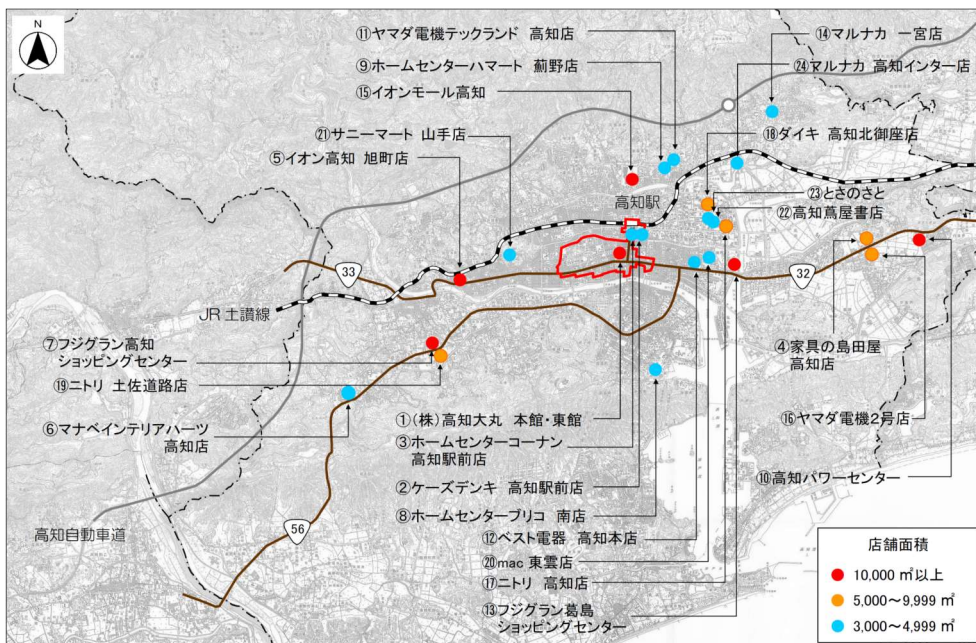 N
⑪ヤマダ電機テックランド 高知店
⑨ホームセンターハマート 薊野店
⑮イオンモール高知
⑭マルナカ 一宮店
㉔マルナカ 高知インター店
㉑サニーマート 山手店
⑤イオン高知 旭町店
高知駅
⑱ダイキ 高知北御座店
㉓とさのさと
㉒高知蔦屋書店
33
32
JR土讃線
⑦フジグラン高知
ショッピングセンター
⑲ニトリ 土佐道路店
⑥マナベインテリアハーツ
高知店
④家具の島田屋
高知店
①(株)高知大丸 本館・東館
③ホームセンターコーナン
高知駅前店
②ケーズデンキ 高知駅前店
⑧ホームセンターブリコ 南店
⑯ヤマダ電機2号店
⑩高知パワーセンター
⑫ベスト電器 高知本店
⑳mac 東雲店
⑰ニトリ 高知店
⑬フジグラン葛島
ショッピングセンター
高知自動車道
56
店舗面積
10,000 ㎡以上
5,000~9,999 ㎡
3,000~4,999 ㎡